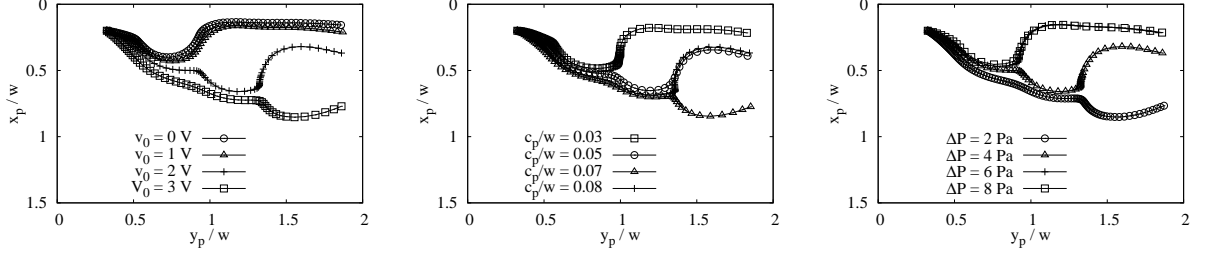 0
0.5
1
1.5
x_p / w
v_0 = 0 V
v_0 = 1 V
v_0 = 2 V
V_0 = 3 V
0 0.5 1 1.5 2
y_p / w
0
0.5
1
1.5
x_p / w
c_p/w = 0.03
c_p/w = 0.05
c_p/w = 0.07
c_p/w = 0.08
0 0.5 1 1.5 2
y_p / w
0
0.5
1
1.5
x_p / w
ΔP = 2 Pa
ΔP = 4 Pa
ΔP = 6 Pa
ΔP = 8 Pa
0 0.5 1 1.5 2
y_p / w